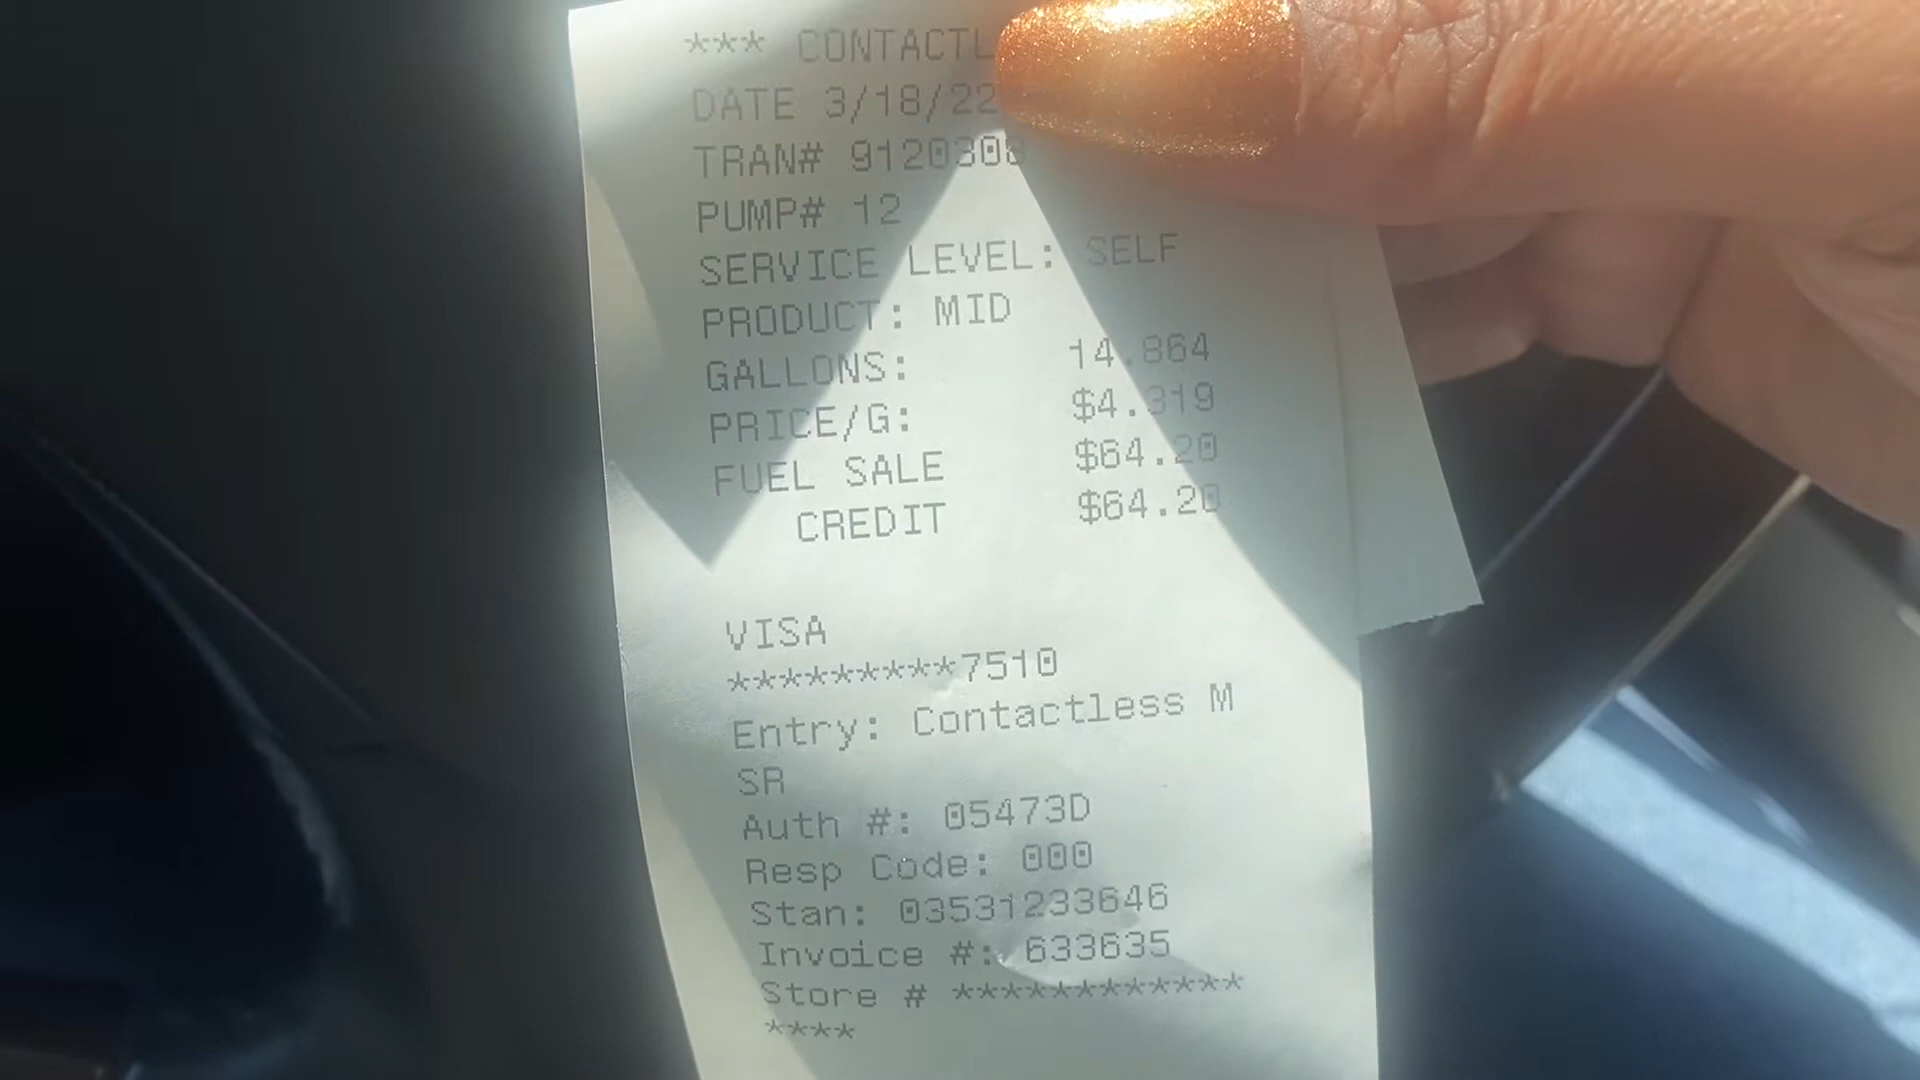 *** CONTACTL
DATE 3/18/22
TRAN# 9120308
PUMP# 12
SERVICE LEVEL: SELF
PRODUCT: MID
GALLONS: 14.864
PRICE/G: $4.319
FUEL SALE $64.20
CREDIT $64.20
VISA
*********7510
Entry: Contactless M
SR
Auth #: 05473D
Resp Code: 000
Stan: 03531233646
Invoice #: 633635
Store # ************
****